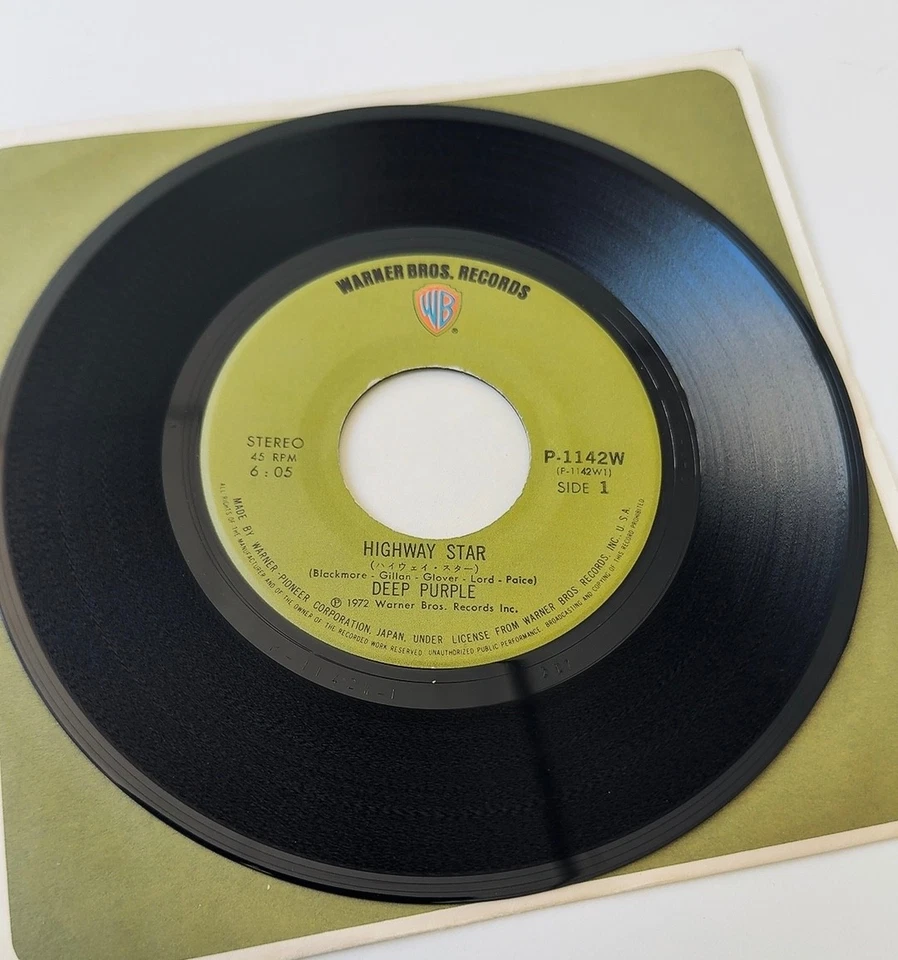 WARNER BROS. RECORDS
WB
®
STEREO
45 RPM
6:05
P-1142W
(P-1142W1)
SIDE 1
HIGHWAY STAR
(ハイウェイ・スター)
(Blackmore - Gillan - Glover - Lord - Paice)
DEEP PURPLE
Ⓟ 1972 Warner Bros. Records Inc.
MADE BY WARNER-PIONEER CORPORATION, JAPAN, UNDER LICENSE FROM WARNER BROS RECORDS, INC. U.S.A.
ALL RIGHTS OF THE MANUFACTURER AND OF THE OWNER OF THE RECORDED WORK RESERVED. UNAUTHORIZED PUBLIC PERFORMANCE, BROADCASTING AND COPYING OF THIS RECORD PROHIBITED.